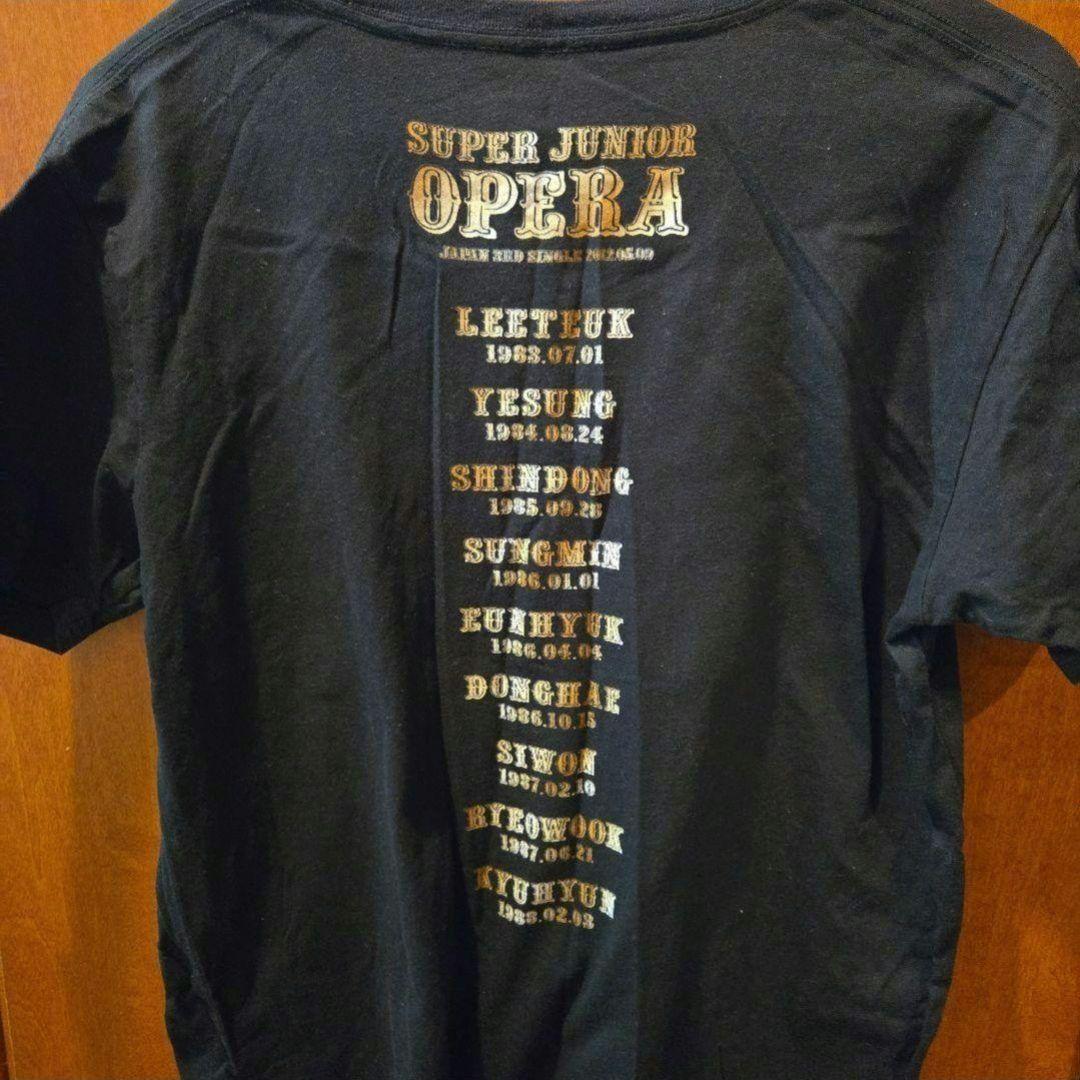 SUPER JUNIOR
OPERA
JAPAN 3RD SINGLE 2012.05.09
LEETEUK
1983.07.01
YESUNG
1984.08.24
SHINDONG
1985.09.28
SUNGMIN
1986.01.01
EUNHYUK
1986.04.04
DONGHAE
1986.10.15
SIWON
1987.02.10
RYEOWOOK
1987.06.21
KYUHYUN
1988.02.03